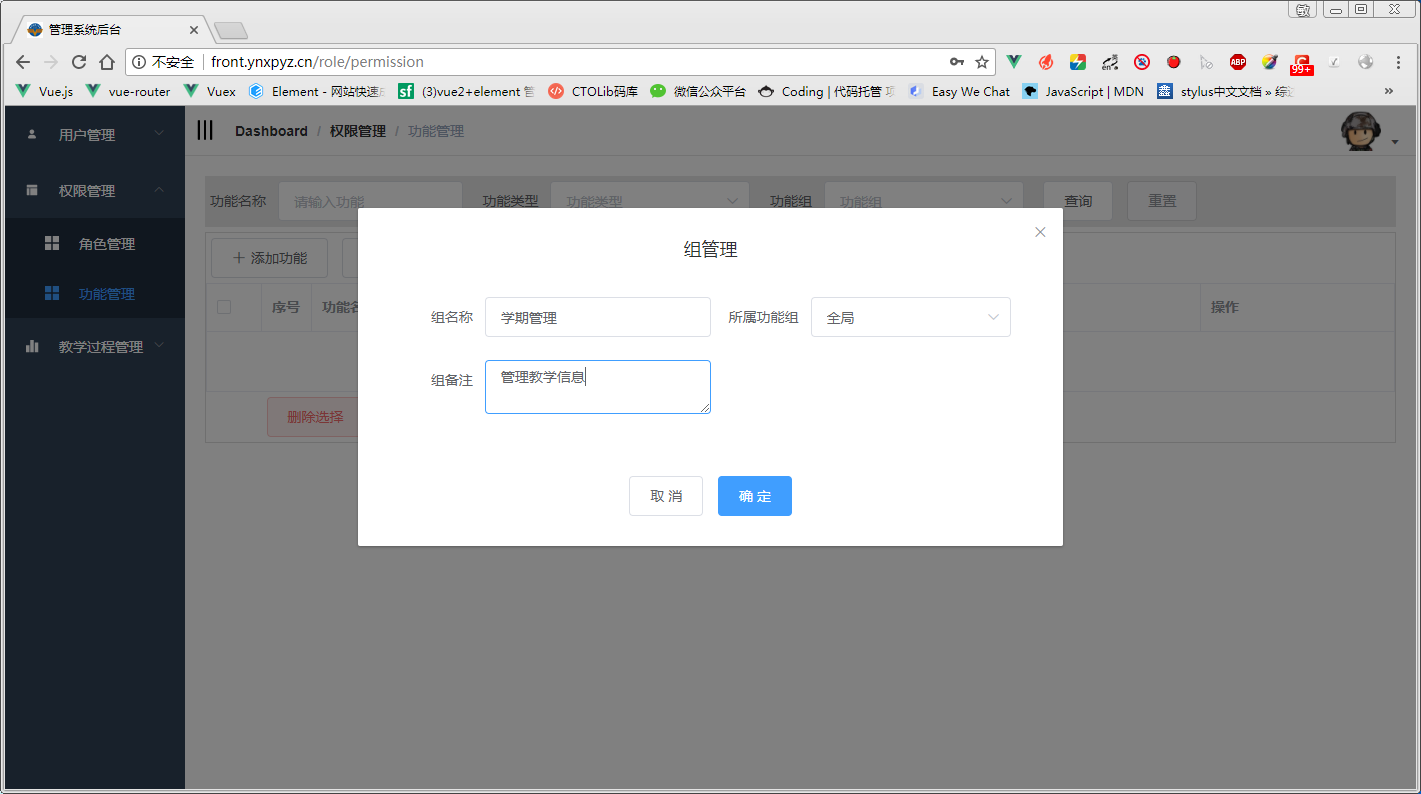 敏
管理系统后台
不安全 front.ynxpyz.cn/role/permission
en
ABP
99+
Vue.js vue-router Vuex Element - 网站快速 sf (3)vue2+element CTOLib码库 微信公众平台 Coding | 代码托管 Easy We Chat JavaScript | MDN 鑫 stylus中文文档 » 综 »
用户管理
权限管理
角色管理
功能管理
教学过程管理
Dashboard / 权限管理 / 功能管理
功能名称 请输入功能 功能类型 功能类型 功能组 功能组 查询 重置
+ 添加功能
序号 功能名 操作
删除选择
组管理
组名称 学期管理 所属功能组 全局
组备注 管理教学信息
取 消 确 定